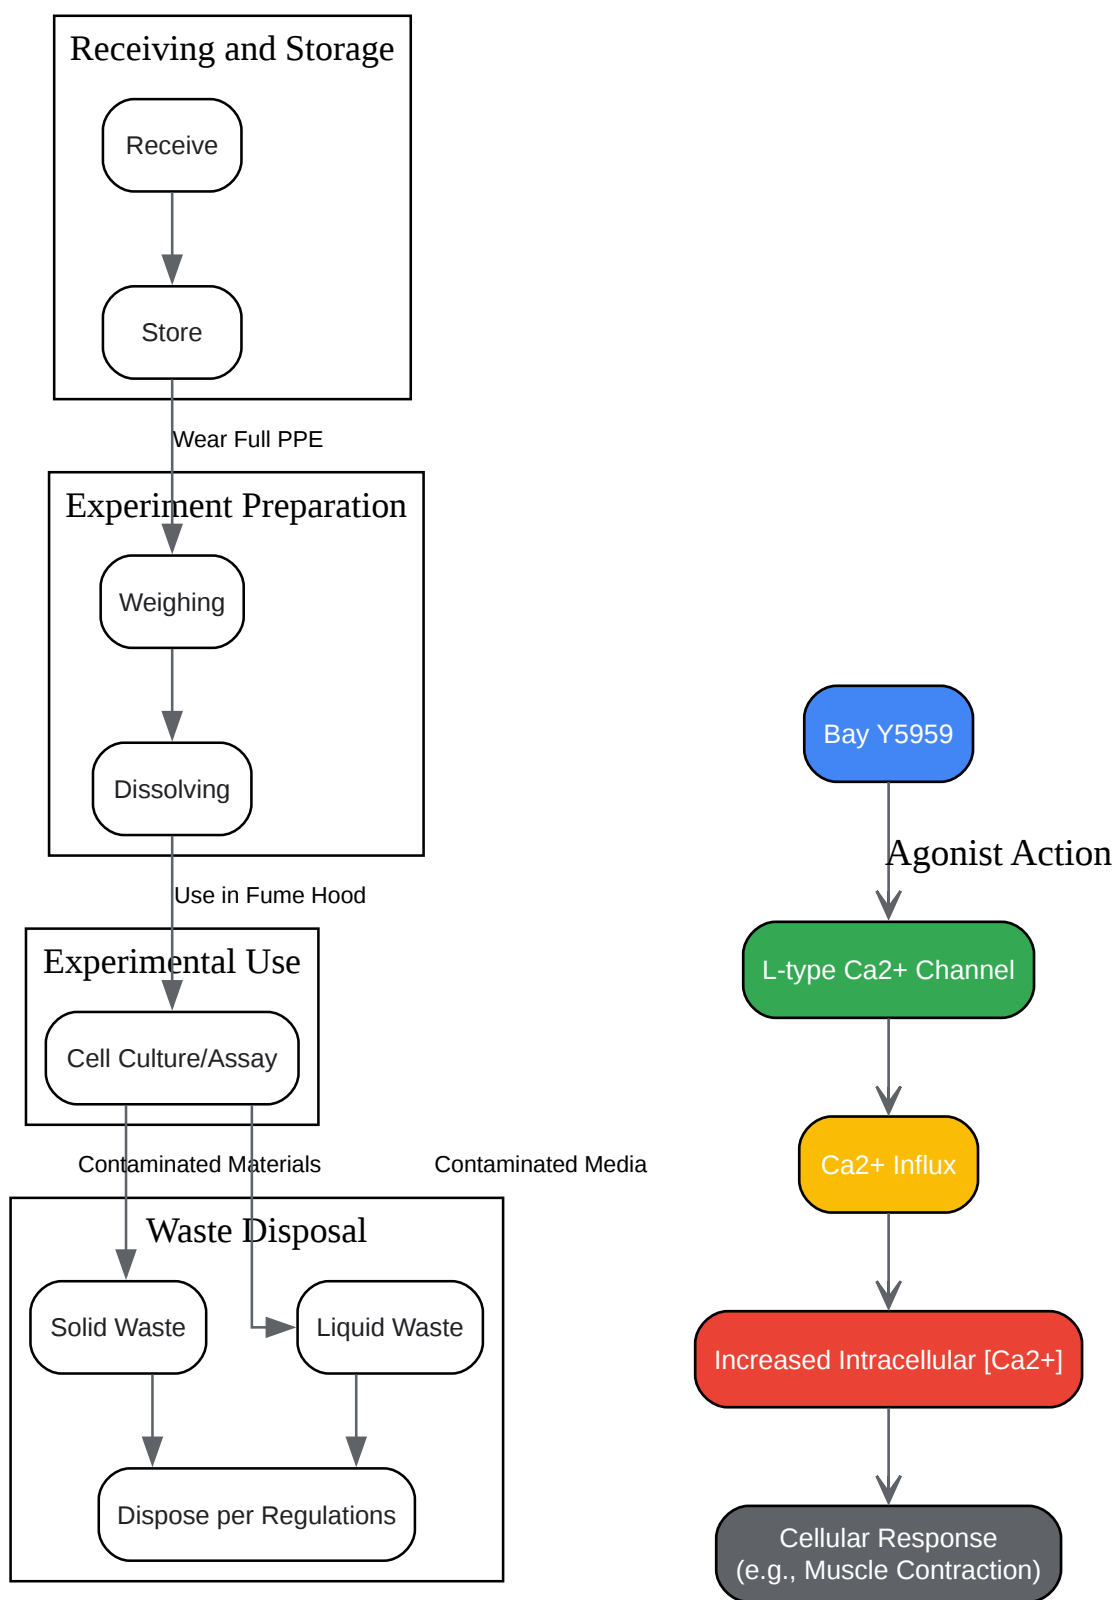 Receiving and Storage
Receive
Store
Wear Full PPE
Experiment Preparation
Weighing
Dissolving
Use in Fume Hood
Experimental Use
Cell Culture/Assay
Contaminated Materials
Contaminated Media
Waste Disposal
Solid Waste
Liquid Waste
Dispose per Regulations
Bay Y5959
Agonist Action
L-type Ca2+ Channel
Ca2+ Influx
Increased Intracellular [Ca2+]
Cellular Response
(e.g., Muscle Contraction)